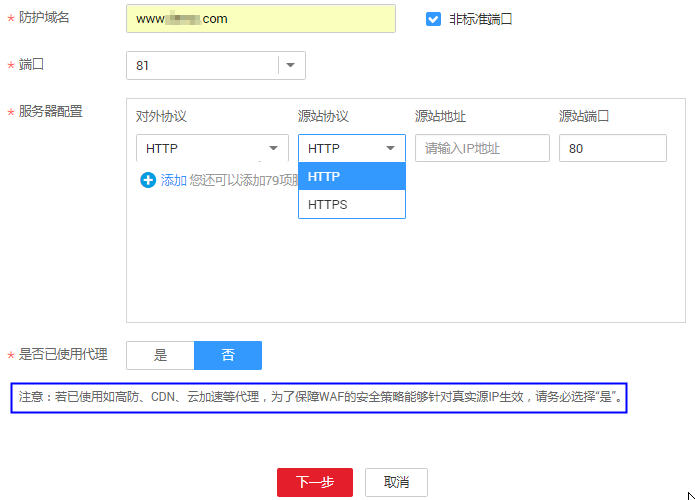 * 防护域名 www.
.com 非标准端口
* 端口 81
* 服务器配置
对外协议 源站协议 源站地址 源站端口
HTTP HTTP 请输入IP地址 80
添加 您还可以添加79项
HTTP
HTTPS
* 是否已使用代理 是 否
注意：若已使用如高防、CDN、云加速等代理，为了保障WAF的安全策略能够针对真实源IP生效，请务必选择“是”。
下一步 取消